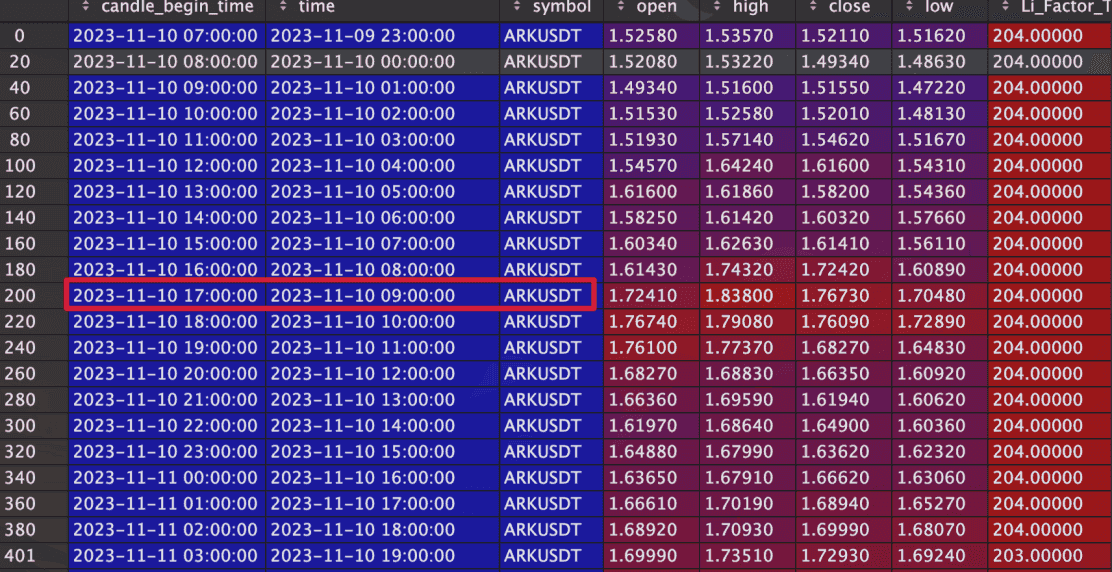 candle_begin_time time symbol open high close low Li_Factor_T
0 2023-11-10 07:00:00 2023-11-09 23:00:00 ARKUSDT 1.52580 1.53570 1.52110 1.51620 204.00000
20 2023-11-10 08:00:00 2023-11-10 00:00:00 ARKUSDT 1.52080 1.53220 1.49340 1.48630 204.00000
40 2023-11-10 09:00:00 2023-11-10 01:00:00 ARKUSDT 1.49340 1.51600 1.51550 1.47220 204.00000
60 2023-11-10 10:00:00 2023-11-10 02:00:00 ARKUSDT 1.51530 1.52580 1.52010 1.48130 204.00000
80 2023-11-10 11:00:00 2023-11-10 03:00:00 ARKUSDT 1.51930 1.57140 1.54620 1.51670 204.00000
100 2023-11-10 12:00:00 2023-11-10 04:00:00 ARKUSDT 1.54570 1.64240 1.61600 1.54310 204.00000
120 2023-11-10 13:00:00 2023-11-10 05:00:00 ARKUSDT 1.61600 1.61860 1.58200 1.54360 204.00000
140 2023-11-10 14:00:00 2023-11-10 06:00:00 ARKUSDT 1.58250 1.61420 1.60320 1.57660 204.00000
160 2023-11-10 15:00:00 2023-11-10 07:00:00 ARKUSDT 1.60340 1.62630 1.61410 1.56110 204.00000
180 2023-11-10 16:00:00 2023-11-10 08:00:00 ARKUSDT 1.61430 1.74320 1.72420 1.60890 204.00000
200 2023-11-10 17:00:00 2023-11-10 09:00:00 ARKUSDT 1.72410 1.83800 1.76730 1.70480 204.00000
220 2023-11-10 18:00:00 2023-11-10 10:00:00 ARKUSDT 1.76740 1.79080 1.76090 1.72890 204.00000
240 2023-11-10 19:00:00 2023-11-10 11:00:00 ARKUSDT 1.76100 1.77370 1.68270 1.64830 204.00000
260 2023-11-10 20:00:00 2023-11-10 12:00:00 ARKUSDT 1.68270 1.68830 1.66350 1.60920 204.00000
280 2023-11-10 21:00:00 2023-11-10 13:00:00 ARKUSDT 1.66360 1.69590 1.61940 1.60620 204.00000
300 2023-11-10 22:00:00 2023-11-10 14:00:00 ARKUSDT 1.61970 1.68640 1.64900 1.60360 204.00000
320 2023-11-10 23:00:00 2023-11-10 15:00:00 ARKUSDT 1.64880 1.67990 1.63620 1.62320 204.00000
340 2023-11-11 00:00:00 2023-11-10 16:00:00 ARKUSDT 1.63650 1.67910 1.66620 1.63060 204.00000
360 2023-11-11 01:00:00 2023-11-10 17:00:00 ARKUSDT 1.66610 1.70190 1.68940 1.65270 204.00000
380 2023-11-11 02:00:00 2023-11-10 18:00:00 ARKUSDT 1.68920 1.70930 1.69990 1.68070 204.00000
401 2023-11-11 03:00:00 2023-11-10 19:00:00 ARKUSDT 1.69990 1.73510 1.72930 1.69240 203.00000